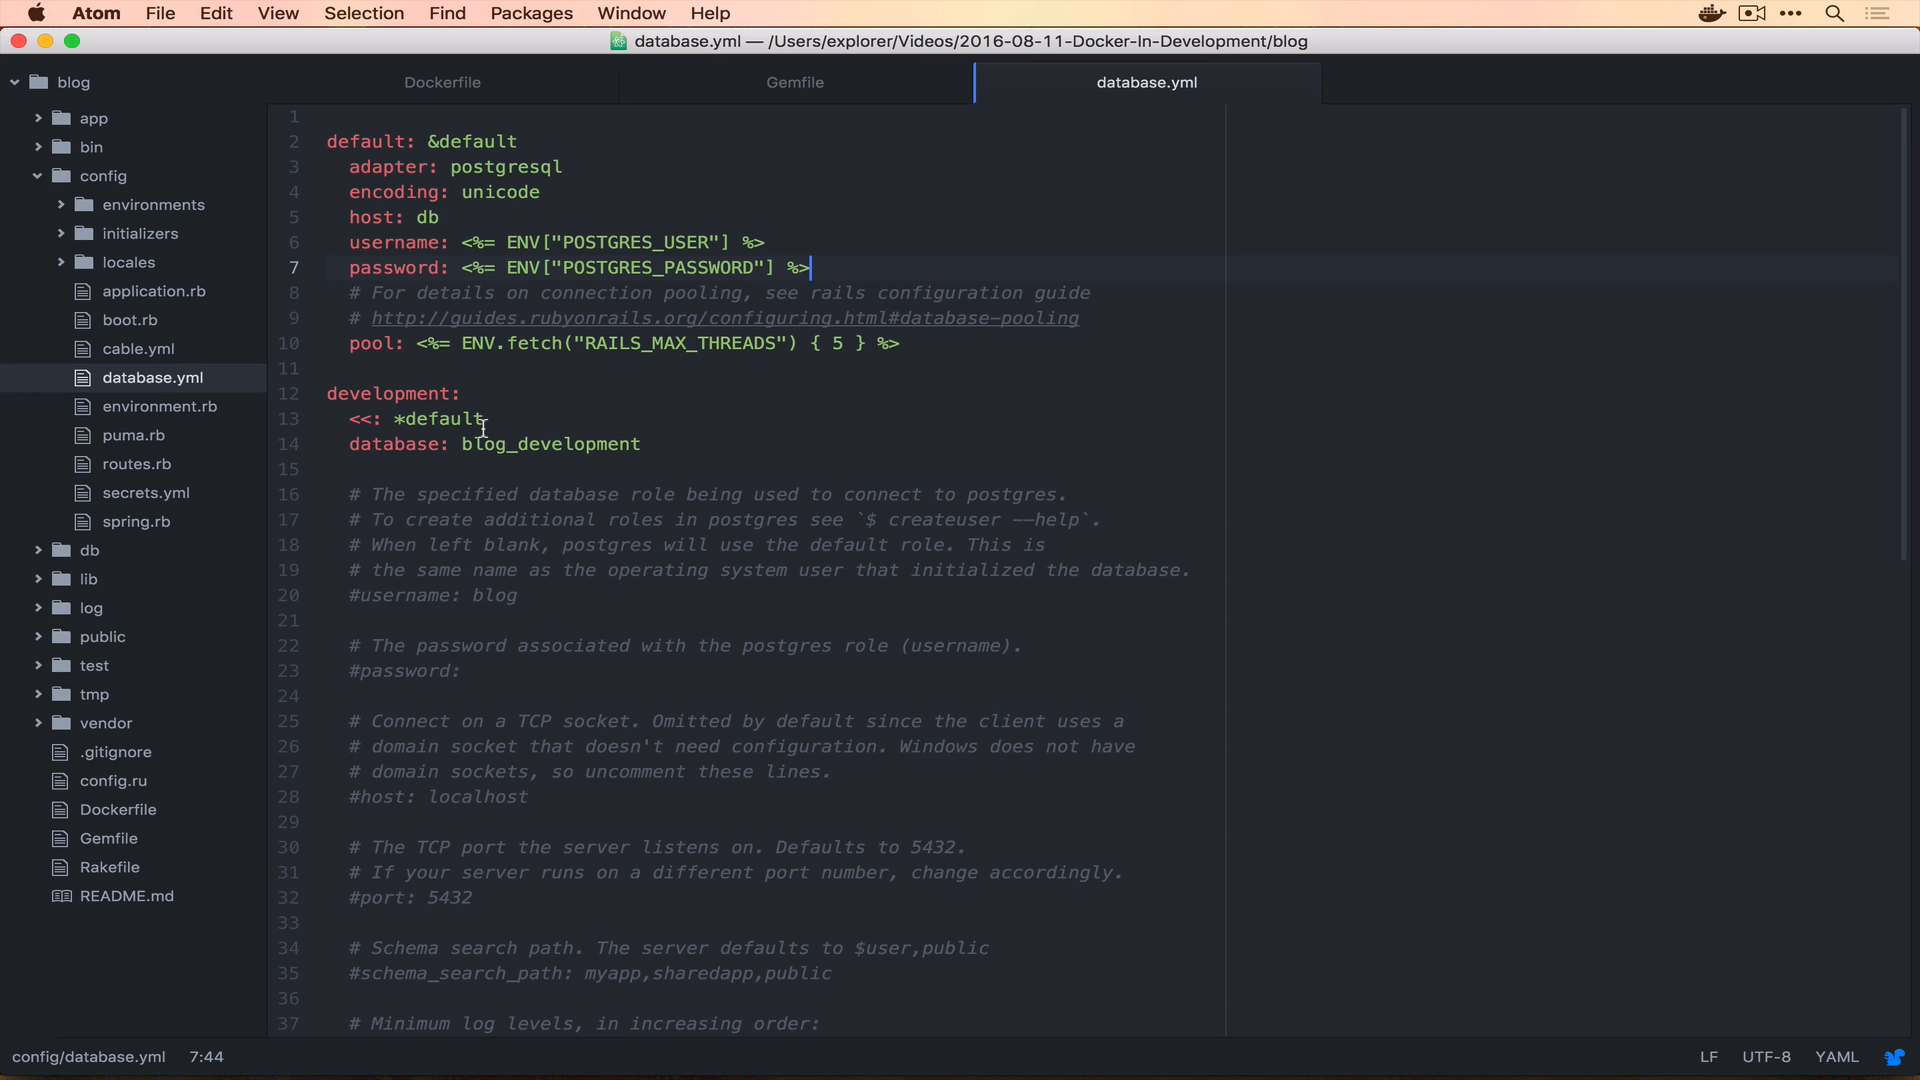 Atom File Edit View Selection Find Packages Window Help
database.yml — /Users/explorer/Videos/2016-08-11-Docker-In-Development/blog
blog
app
bin
config
environments
initializers
locales
application.rb
boot.rb
cable.yml
database.yml
environment.rb
puma.rb
routes.rb
secrets.yml
spring.rb
db
lib
log
public
test
tmp
vendor
.gitignore
config.ru
Dockerfile
Gemfile
Rakefile
README.md
Dockerfile Gemfile database.yml
1
2 default: &default
3   adapter: postgresql
4   encoding: unicode
5   host: db
6   username: <%= ENV["POSTGRES_USER"] %>
7   password: <%= ENV["POSTGRES_PASSWORD"] %>
8   # For details on connection pooling, see rails configuration guide
9   # http://guides.rubyonrails.org/configuring.html#database-pooling
10   pool: <%= ENV.fetch("RAILS_MAX_THREADS") { 5 } %>
11
12 development:
13   <<: *default
14   database: blog_development
15
16   # The specified database role being used to connect to postgres.
17   # To create additional roles in postgres see `$ createuser --help`.
18   # When left blank, postgres will use the default role. This is
19   # the same name as the operating system user that initialized the database.
20   #username: blog
21
22   # The password associated with the postgres role (username).
23   #password:
24
25   # Connect on a TCP socket. Omitted by default since the client uses a
26   # domain socket that doesn't need configuration. Windows does not have
27   # domain sockets, so uncomment these lines.
28   #host: localhost
29
30   # The TCP port the server listens on. Defaults to 5432.
31   # If your server runs on a different port number, change accordingly.
32   #port: 5432
33
34   # Schema search path. The server defaults to $user,public
35   #schema_search_path: myapp,sharedapp,public
36
37   # Minimum log levels, in increasing order:
config/database.yml 7:44 LF UTF-8 YAML